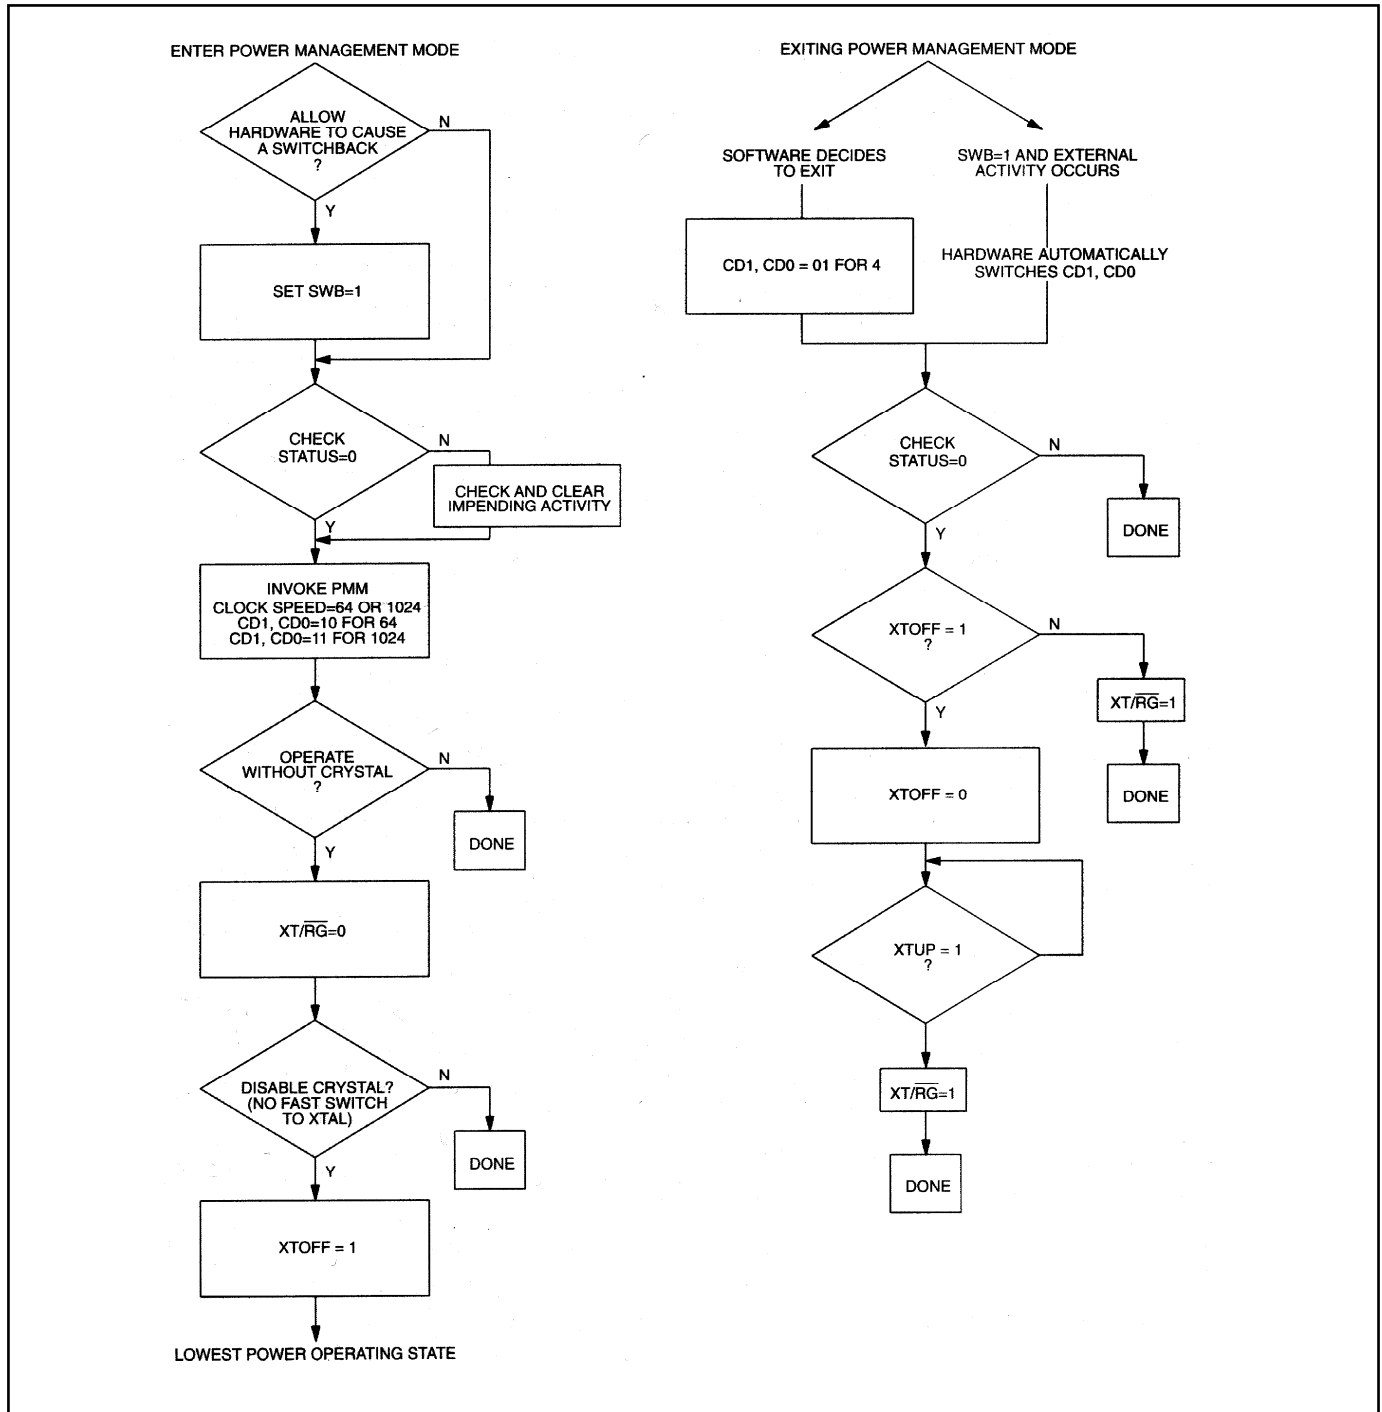 ENTER POWER MANAGEMENT MODE
ALLOW
HARDWARE TO CAUSE
A SWITCHBACK
?
N
Y
SET SWB=1
CHECK
STATUS=0
N
CHECK AND CLEAR
IMPENDING ACTIVITY
Y
INVOKE PMM
CLOCK SPEED=64 OR 1024
CD1, CD0=10 FOR 64
CD1, CD0=11 FOR 1024
OPERATE
WITHOUT CRYSTAL
?
N
DONE
Y
XT/R̅G̅=0
DISABLE CRYSTAL?
(NO FAST SWITCH
TO XTAL)
N
DONE
Y
XTOFF = 1
LOWEST POWER OPERATING STATE
EXITING POWER MANAGEMENT MODE
SOFTWARE DECIDES
TO EXIT
SWB=1 AND EXTERNAL
ACTIVITY OCCURS
CD1, CD0 = 01 FOR 4
HARDWARE AUTOMATICALLY
SWITCHES CD1, CD0
CHECK
STATUS=0
N
DONE
Y
XTOFF = 1
?
N
XT/R̅G̅=1
DONE
Y
XTOFF = 0
XTUP = 1
?
XT/R̅G̅=1
DONE